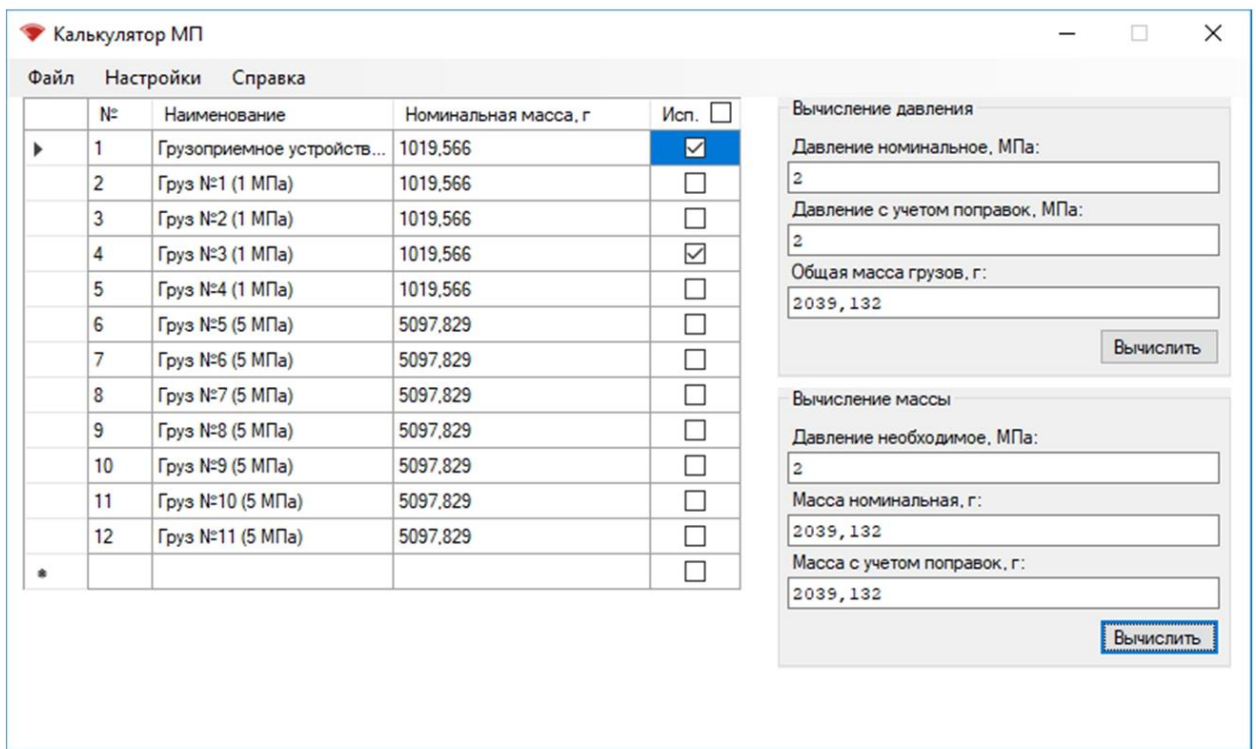 Калькулятор МП
Файл Настройки Справка
№ Наименование Номинальная масса, г Исп.
1 Грузоприемное устройств... 1019,566
2 Груз №1 (1 МПа) 1019,566
3 Груз №2 (1 МПа) 1019,566
4 Груз №3 (1 МПа) 1019,566
5 Груз №4 (1 МПа) 1019,566
6 Груз №5 (5 МПа) 5097,829
7 Груз №6 (5 МПа) 5097,829
8 Груз №7 (5 МПа) 5097,829
9 Груз №8 (5 МПа) 5097,829
10 Груз №9 (5 МПа) 5097,829
11 Груз №10 (5 МПа) 5097,829
12 Груз №11 (5 МПа) 5097,829
Вычисление давления
Давление номинальное, МПа:
2
Давление с учетом поправок, МПа:
2
Общая масса грузов, г:
2039,132
Вычислить
Вычисление массы
Давление необходимое, МПа:
2
Масса номинальная, г:
2039,132
Масса с учетом поправок, г:
2039,132
Вычислить